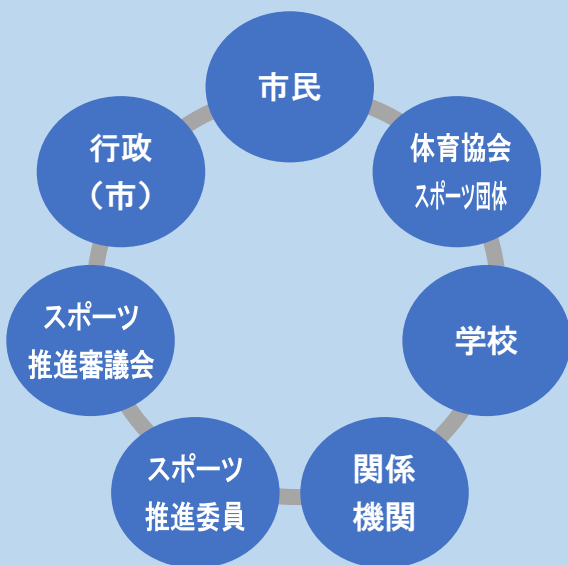 市民
体育協会
スポーツ団体
学校
関係
機関
スポーツ
推進委員
スポーツ
推進審議会
行政
（市）